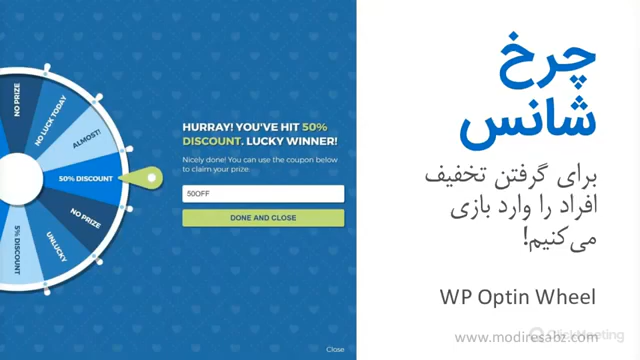 NO PRIZE
NO LUCK TODAY
ALMOST!
50% DISCOUNT
NO PRIZE
UNLUCKY
5% DISCOUNT
HURRAY! YOU'VE HIT 50%
DISCOUNT. LUCKY WINNER!
Nicely done! You can use the coupon below
to claim your prize
50OFF
DONE AND CLOSE
Close
چرخ
شانس
برای گرفتن تخفیف
افراد را وارد بازی
می‌کنیم!
WP Optin Wheel
ClickMeeting
www.modiresabz.com